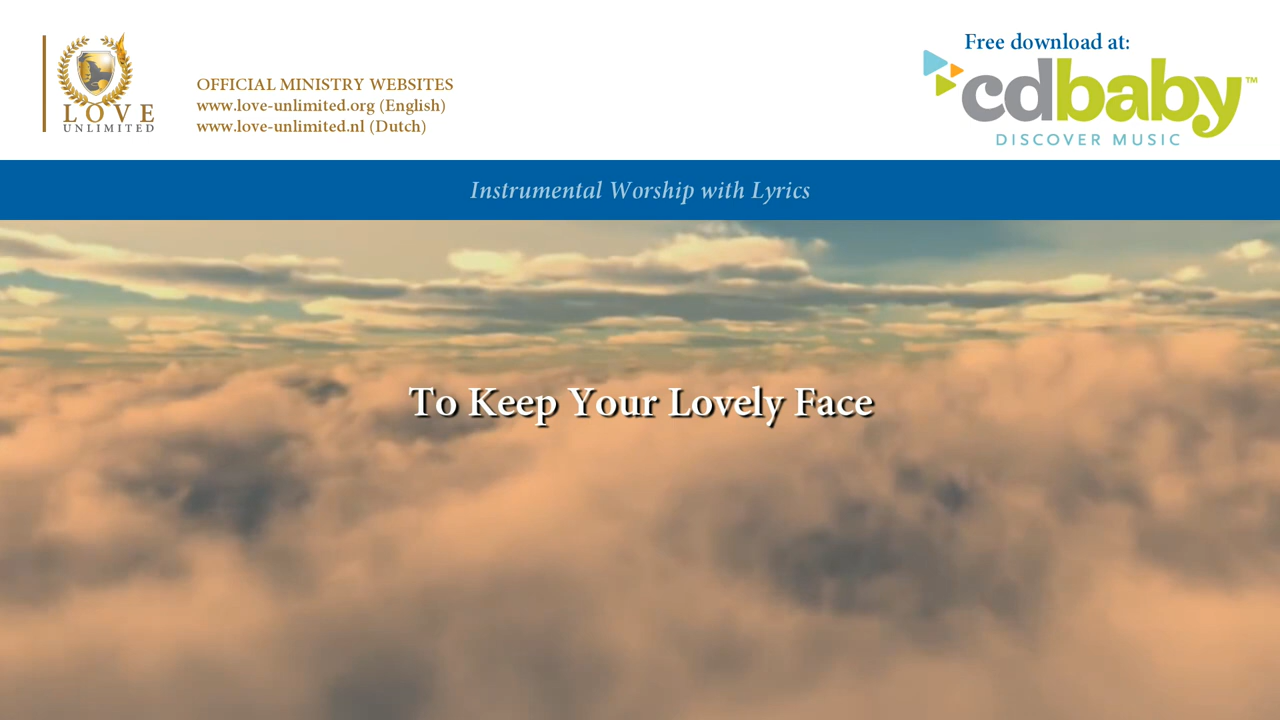 LOVE
UNLIMITED
OFFICIAL MINISTRY WEBSITES
www.love-unlimited.org (English)
www.love-unlimited.nl (Dutch)
Free download at:
cdbaby™
DISCOVER MUSIC
Instrumental Worship with Lyrics
To Keep Your Lovely Face